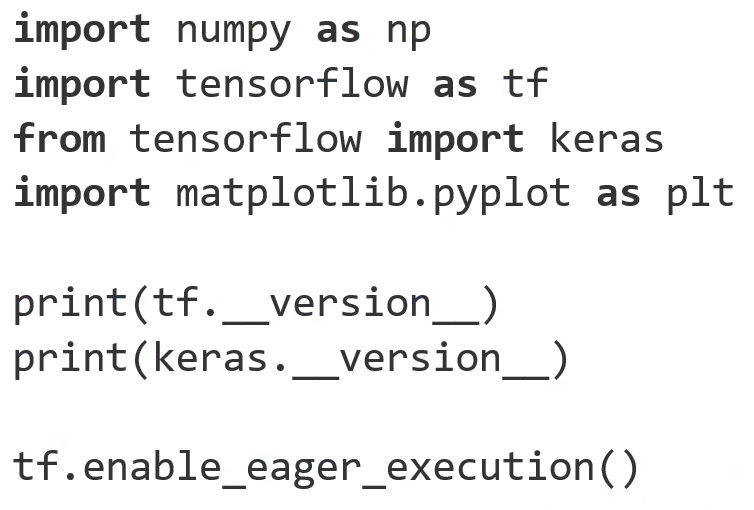 import numpy as np
import tensorflow as tf
from tensorflow import keras
import matplotlib.pyplot as plt
print(tf.__version__)
print(keras.__version__)
tf.enable_eager_execution()